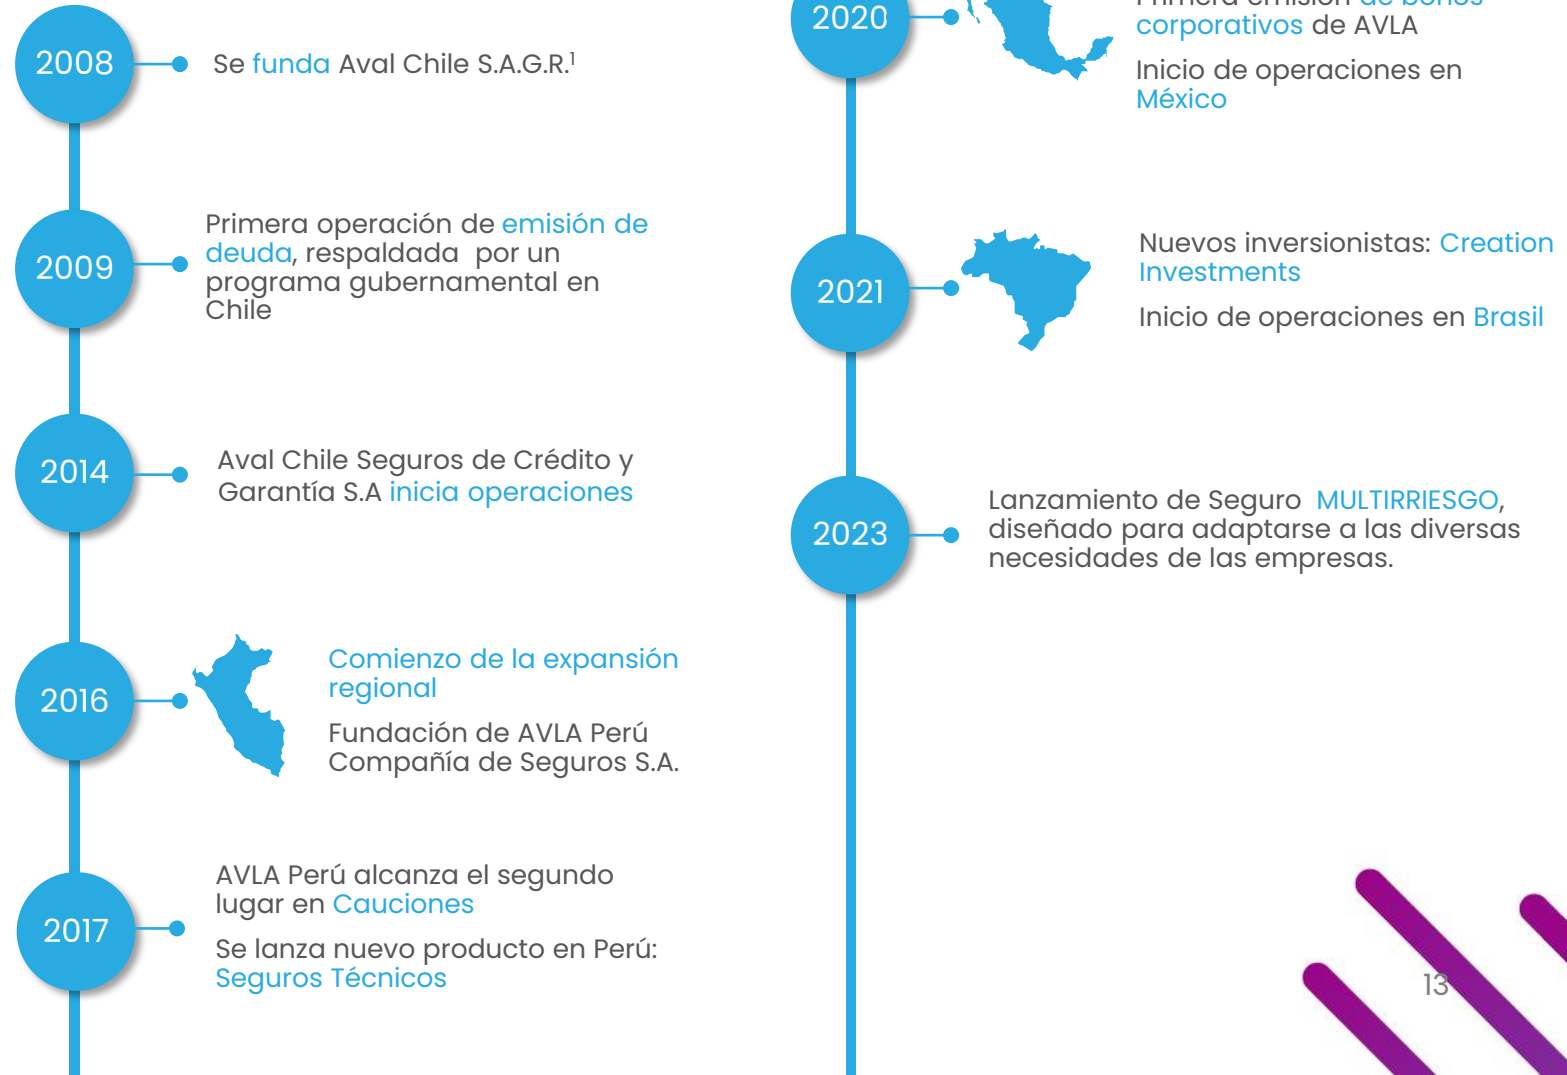 2008
Se funda Aval Chile S.A.G.R.¹
2009
Primera operación de emisión de
deuda, respaldada por un
programa gubernamental en
Chile
2014
Aval Chile Seguros de Crédito y
Garantía S.A inicia operaciones
2016
Comienzo de la expansión
regional
Fundación de AVLA Perú
Compañía de Seguros S.A.
2017
AVLA Perú alcanza el segundo
lugar en Cauciones
Se lanza nuevo producto en Perú:
Seguros Técnicos
2020
Primera emisión de bonos
corporativos de AVLA
Inicio de operaciones en
México
2021
Nuevos inversionistas: Creation
Investments
Inicio de operaciones en Brasil
2023
Lanzamiento de Seguro MULTIRRIESGO,
diseñado para adaptarse a las diversas
necesidades de las empresas.
13